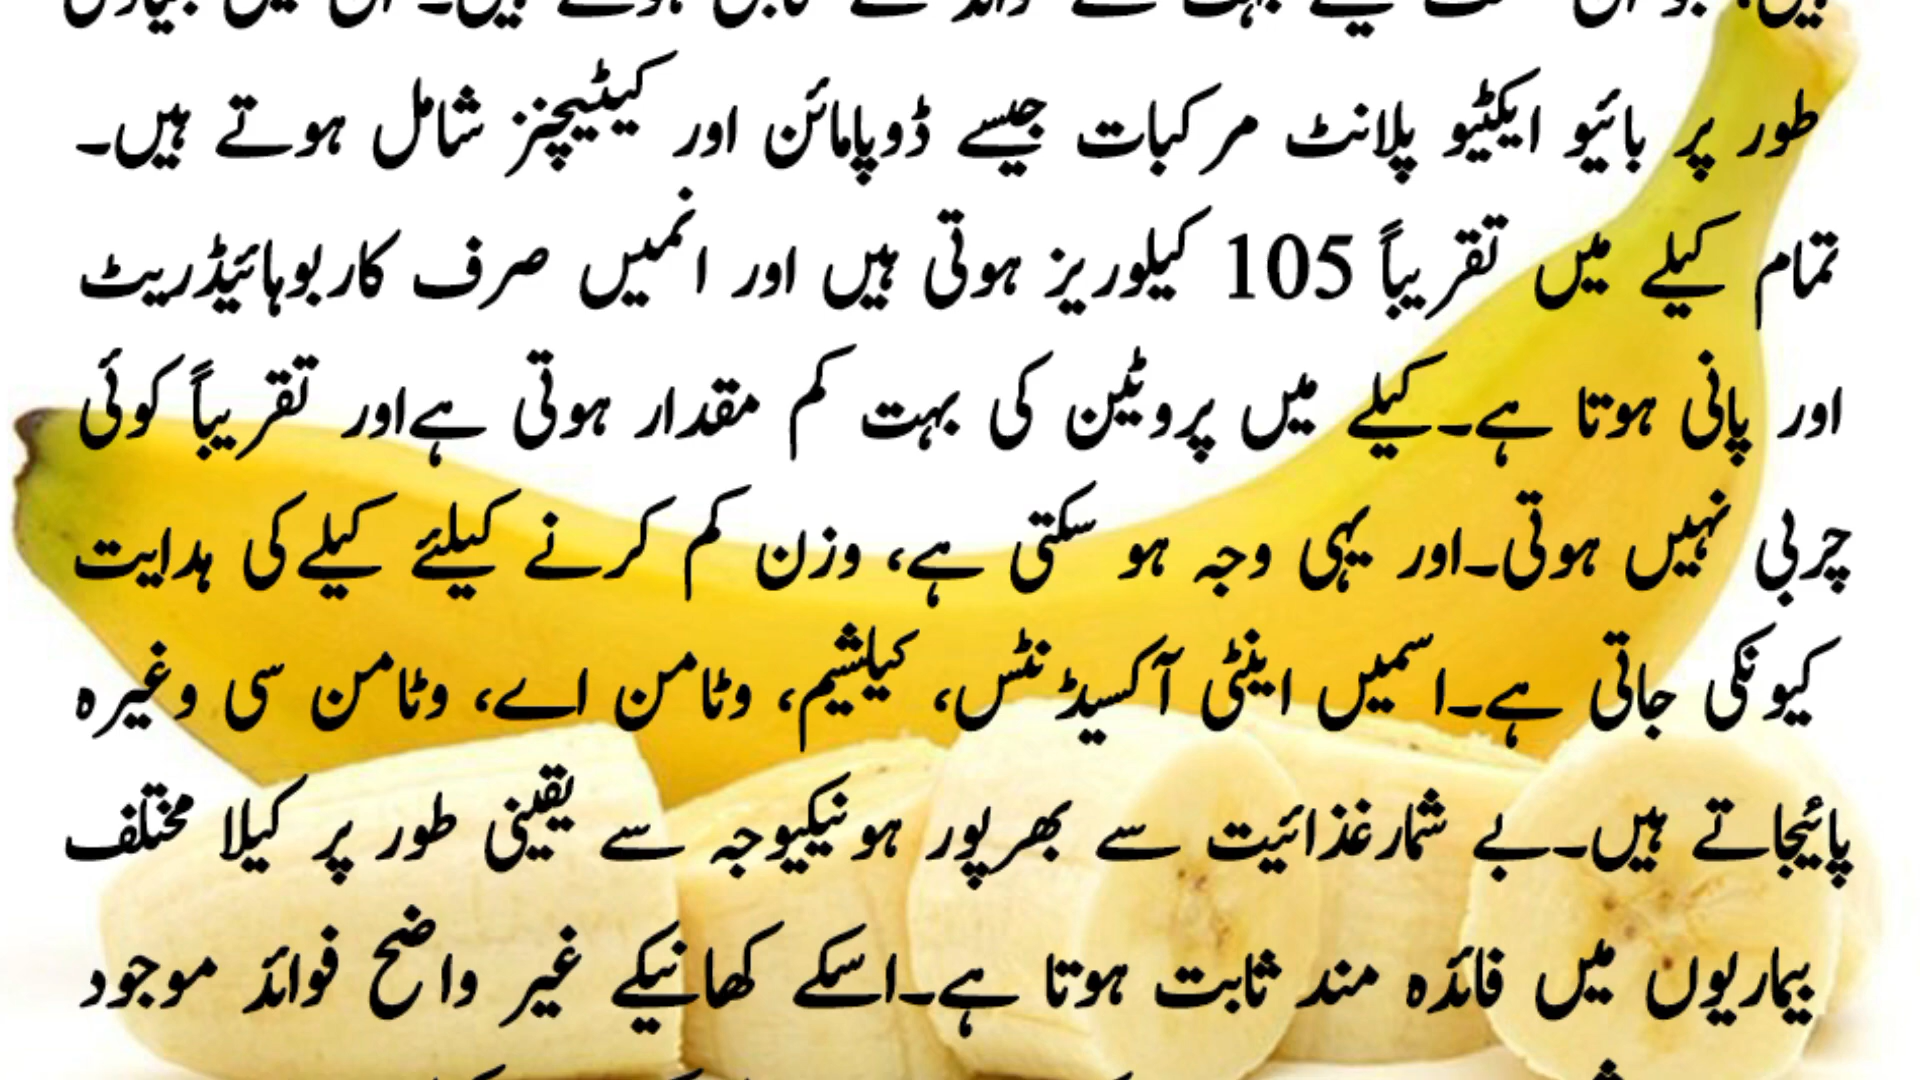 طور پر بائیو ایکٹیو پلانٹ مرکبات جیسے ڈوپامائن اور کیٹیچنز شامل ہوتے ہیں۔
تمام کیلے میں تقریباً 105 کیلوریز ہوتی ہیں اور انمیں صرف کاربوہائیڈریٹ
اور پانی ہوتا ہے۔کیلے میں پروٹین کی بہت کم مقدار ہوتی ہےاور تقریباً کوئی
چربی نہیں ہوتی۔اور یہی وجہ ہو سکتی ہے، وزن کم کرنے کیلئے کیلےکی ہدایت
کیونکی جاتی ہے۔اسمیں اینٹی آکسیڈنٹس، کیلشیم، وٹامن اے، وٹامن سی وغیرہ
پائیجاتے ہیں۔بے شمارغذائیت سے بھرپور ہونیکیوجہ سے یقینی طور پر کیلا مختلف
بیماریوں میں فائدہ مند ثابت ہوتا ہے۔اسکے کھانیکے غیر واضح فوائد موجود